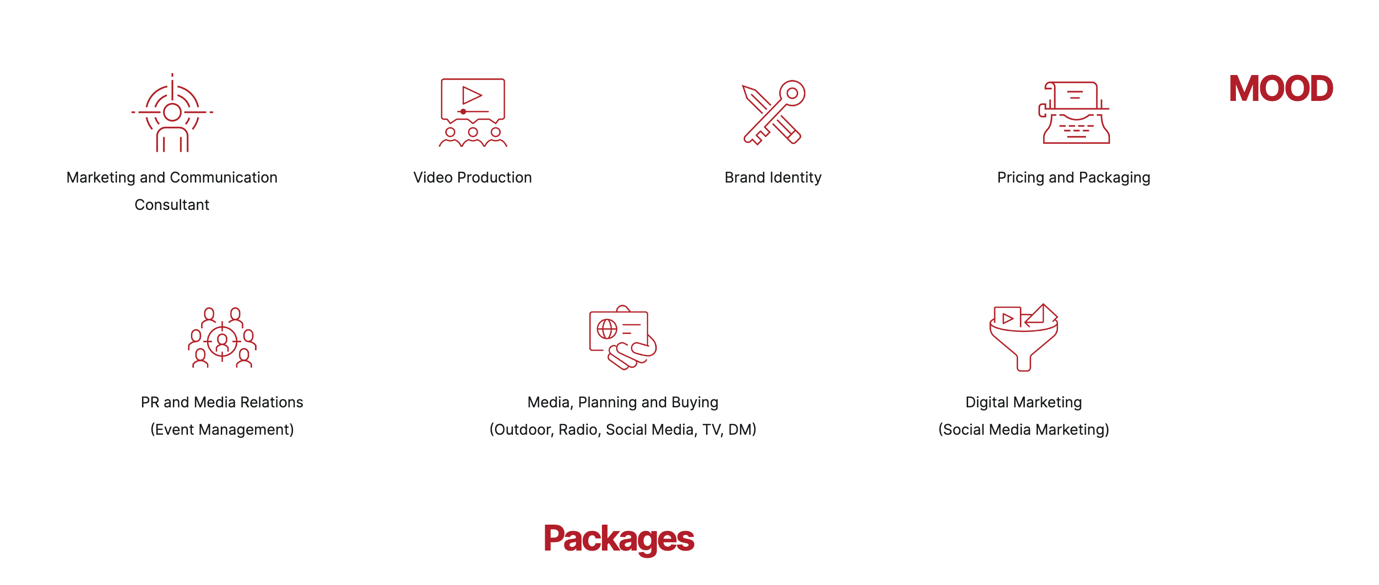 MOOD
Marketing and Communication
Consultant
Video Production
Brand Identity
Pricing and Packaging
PR and Media Relations
(Event Management)
Media, Planning and Buying
(Outdoor, Radio, Social Media, TV, DM)
Digital Marketing
(Social Media Marketing)
Packages